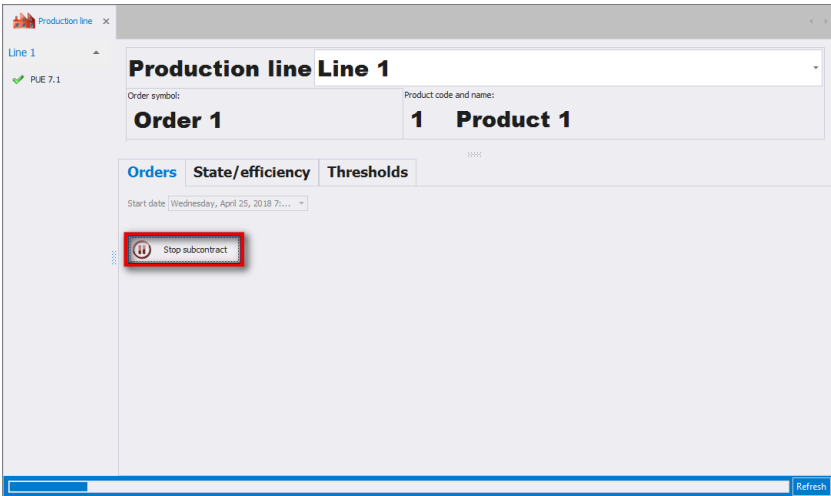 Production line
Line 1
PUE 7.1
Production line Line 1
Order symbol:
Product code and name:
Order 1
1 Product 1
Orders State/efficiency Thresholds
Start date Wednesday, April 25, 2018 7:...
Stop subcontract
Refresh